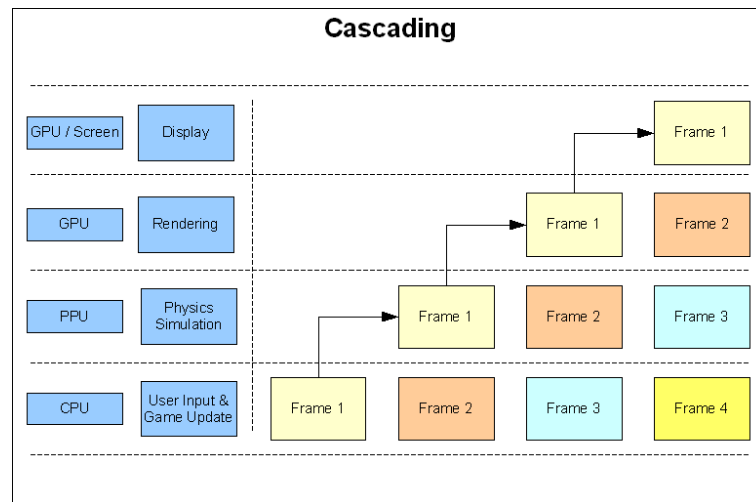 Cascading
GPU / Screen
Display
Frame 1
GPU
Rendering
Frame 1
Frame 2
PPU
Physics
Simulation
Frame 1
Frame 2
Frame 3
CPU
User Input &
Game Update
Frame 1
Frame 2
Frame 3
Frame 4